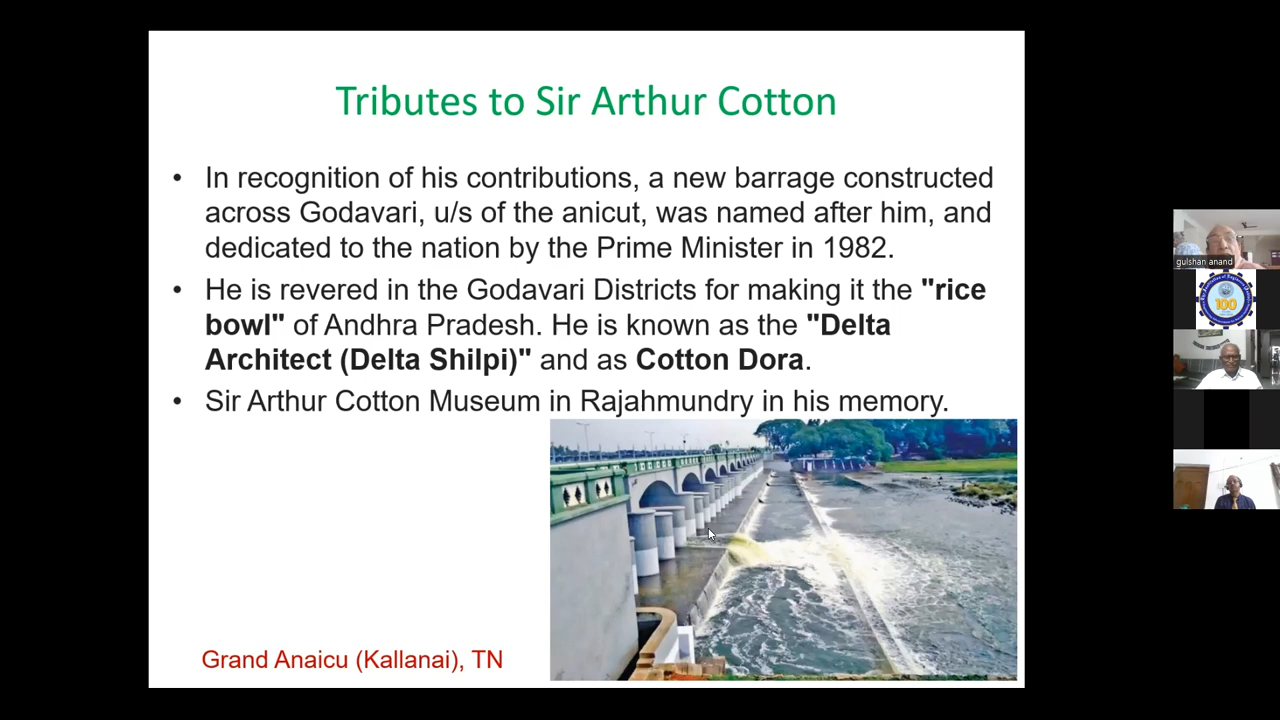 Tributes to Sir Arthur Cotton
• In recognition of his contributions, a new barrage constructed
across Godavari, u/s of the anicut, was named after him, and
dedicated to the nation by the Prime Minister in 1982.
• He is revered in the Godavari Districts for making it the "rice
bowl" of Andhra Pradesh. He is known as the "Delta
Architect (Delta Shilpi)" and as Cotton Dora.
• Sir Arthur Cotton Museum in Rajahmundry in his memory.
Grand Anaicu (Kallanai), TN
gulshan anand
100